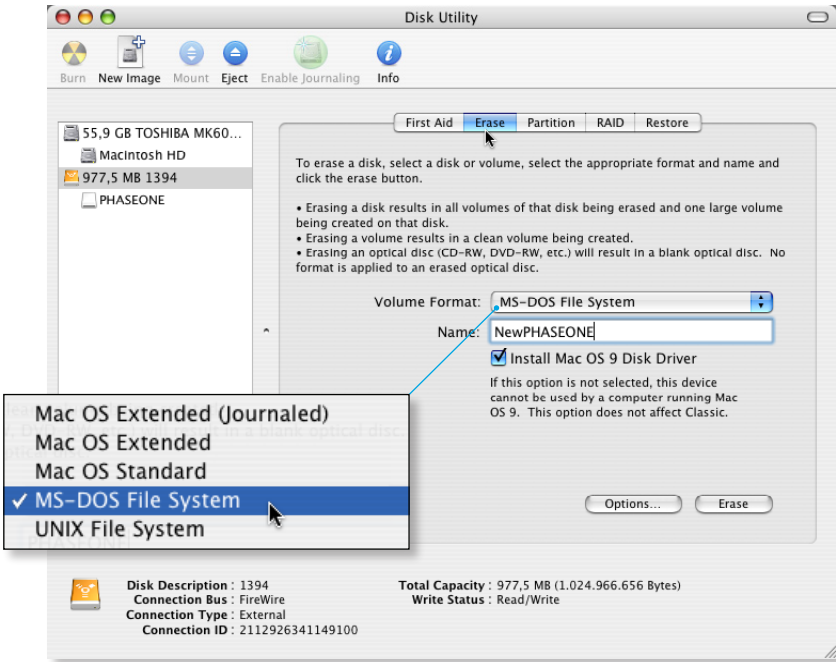 Disk Utility
Burn New Image Mount Eject Enable Journaling Info
First Aid Erase Partition RAID Restore
55,9 GB TOSHIBA MK60...
Macintosh HD
977,5 MB 1394
PHASEONE
To erase a disk, select a disk or volume, select the appropriate format and name and
click the erase button.
• Erasing a disk results in all volumes of that disk being erased and one large volume
being created on that disk.
• Erasing a volume results in a clean volume being created.
• Erasing an optical disc (CD-RW, DVD-RW, etc.) will result in a blank optical disc. No
format is applied to an erased optical disc.
Volume Format: MS-DOS File System
Name: NewPHASEONE
Install Mac OS 9 Disk Driver
If this option is not selected, this device
cannot be used by a computer running Mac
OS 9. This option does not affect Classic.
Mac OS Extended (Journaled)
Mac OS Extended
Mac OS Standard
✓ MS-DOS File System
UNIX File System
Options... Erase
Disk Description : 1394
Connection Bus : FireWire
Connection Type : External
Connection ID : 2112926341149100
Total Capacity : 977,5 MB (1.024.966.656 Bytes)
Write Status : Read/Write